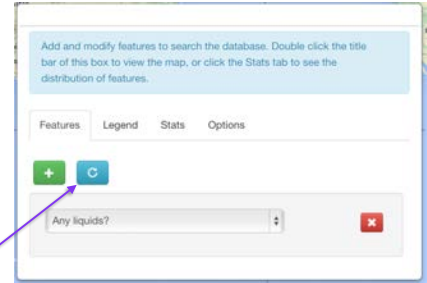 Add and modify features to search the database. Double click the title
bar of this box to view the map, or click the Stats tab to see the
distribution of features.
Features Legend Stats Options
Any liquids?